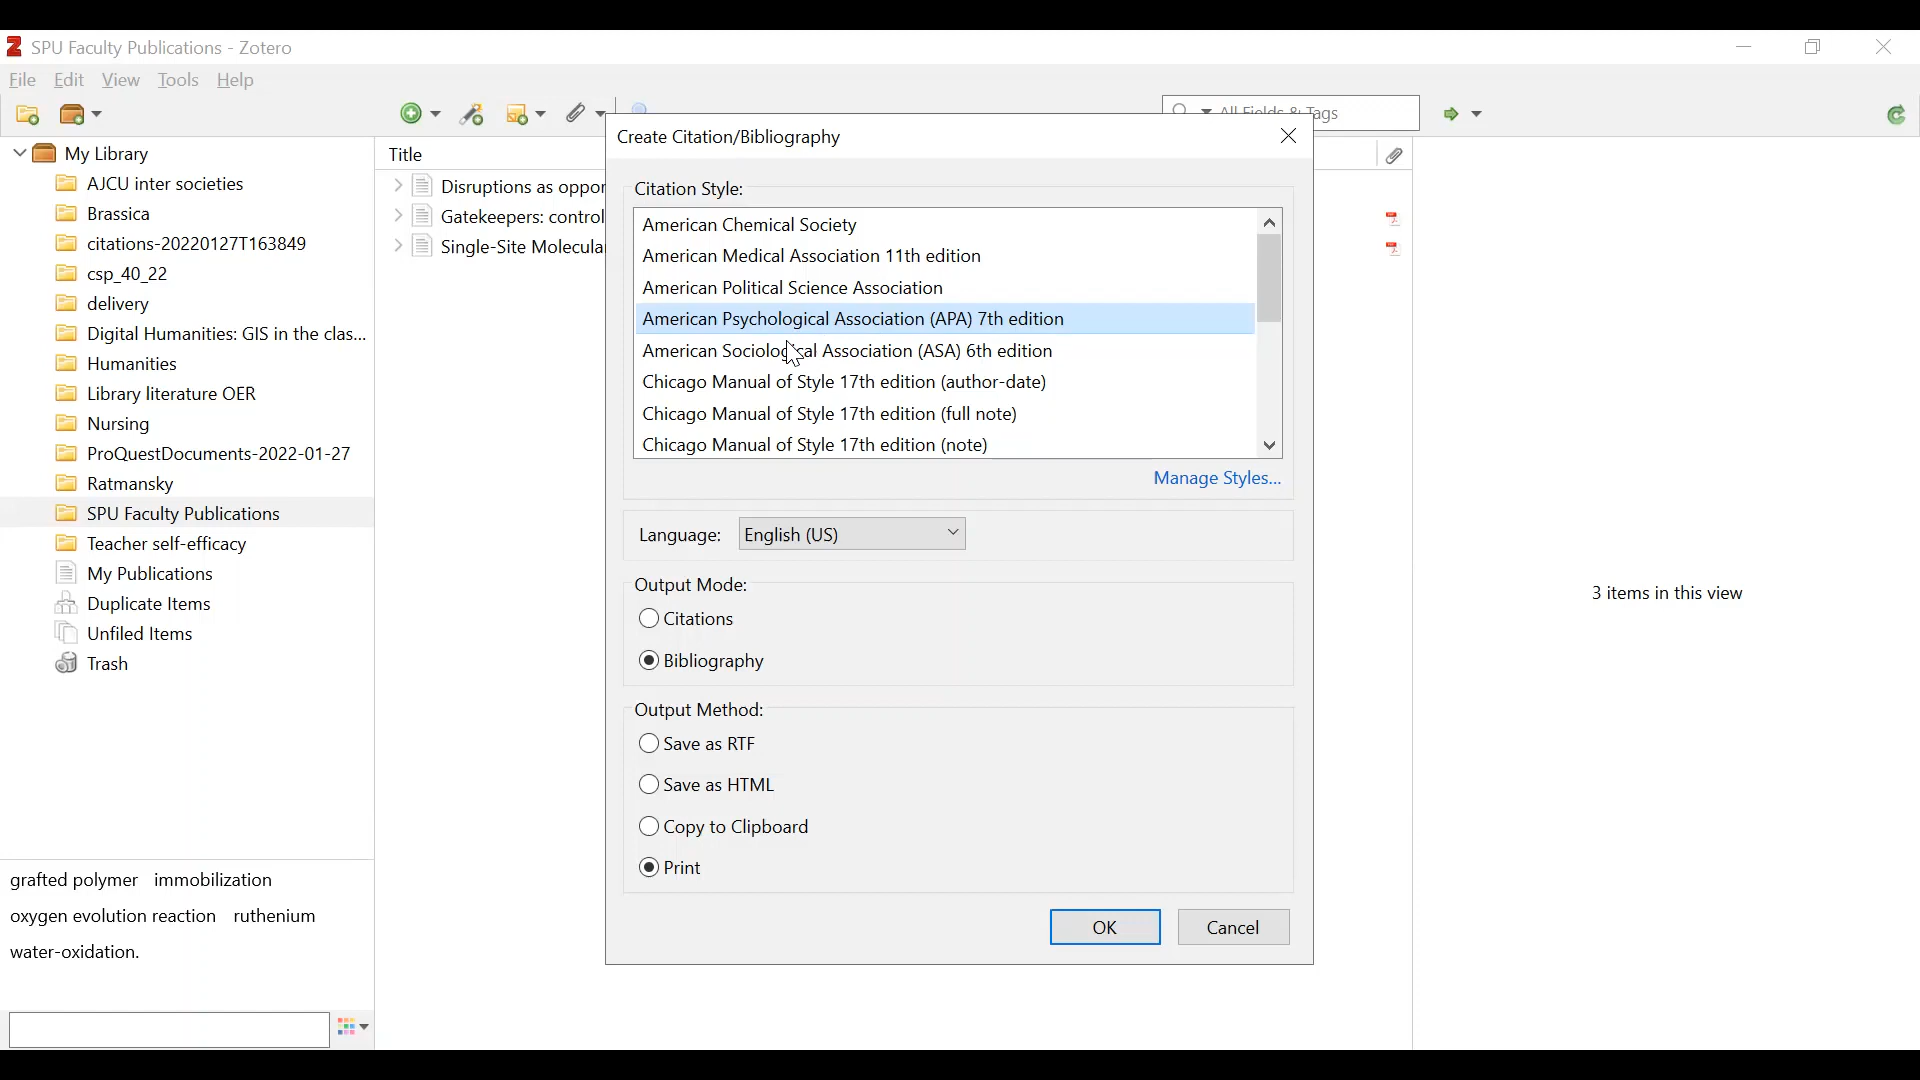 SPU Faculty Publications - Zotero
File Edit View Tools Help
All Fields & Tags
My Library
AJCU inter societies
Brassica
citations-20220127T163849
csp_40_22
delivery
Digital Humanities: GIS in the clas...
Humanities
Library literature OER
Nursing
ProQuestDocuments-2022-01-27
Ratmansky
SPU Faculty Publications
Teacher self-efficacy
My Publications
Duplicate Items
Unfiled Items
Trash
grafted polymer immobilization
oxygen evolution reaction ruthenium
water-oxidation.
Title
Disruptions as oppor
Gatekeepers: control
Single-Site Molecular
Create Citation/Bibliography
Citation Style:
American Chemical Society
American Medical Association 11th edition
American Political Science Association
American Psychological Association (APA) 7th edition
American Sociological Association (ASA) 6th edition
Chicago Manual of Style 17th edition (author-date)
Chicago Manual of Style 17th edition (full note)
Chicago Manual of Style 17th edition (note)
Manage Styles...
Language: English (US)
Output Mode:
Citations
Bibliography
Output Method:
Save as RTF
Save as HTML
Copy to Clipboard
Print
OK Cancel
3 items in this view